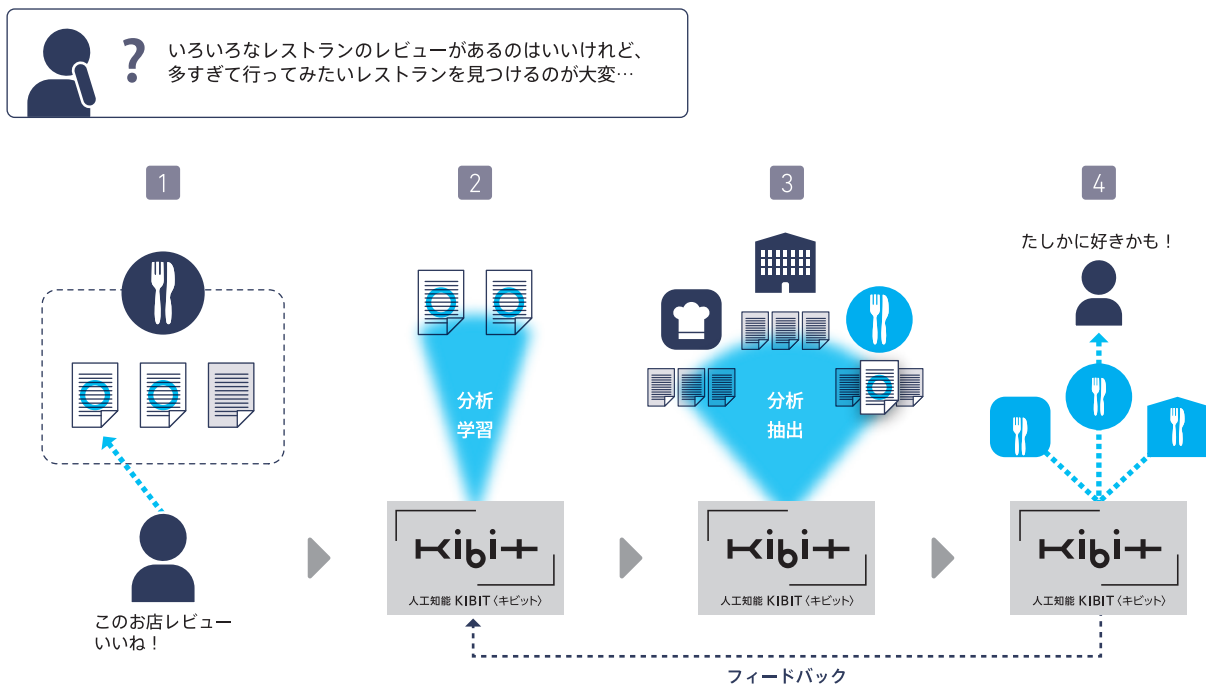 ?
いろいろなレストランのレビューがあるのはいいけれど、
多すぎて行ってみたいレストランを見つけるのが大変…
1
2
3
4
たしかに好きかも！
分析
学習
分析
抽出
Kibit
人工知能 KIBIT〈キビット〉
Kibit
人工知能 KIBIT〈キビット〉
Kibit
人工知能 KIBIT〈キビット〉
このお店レビュー
いいね！
フィードバック